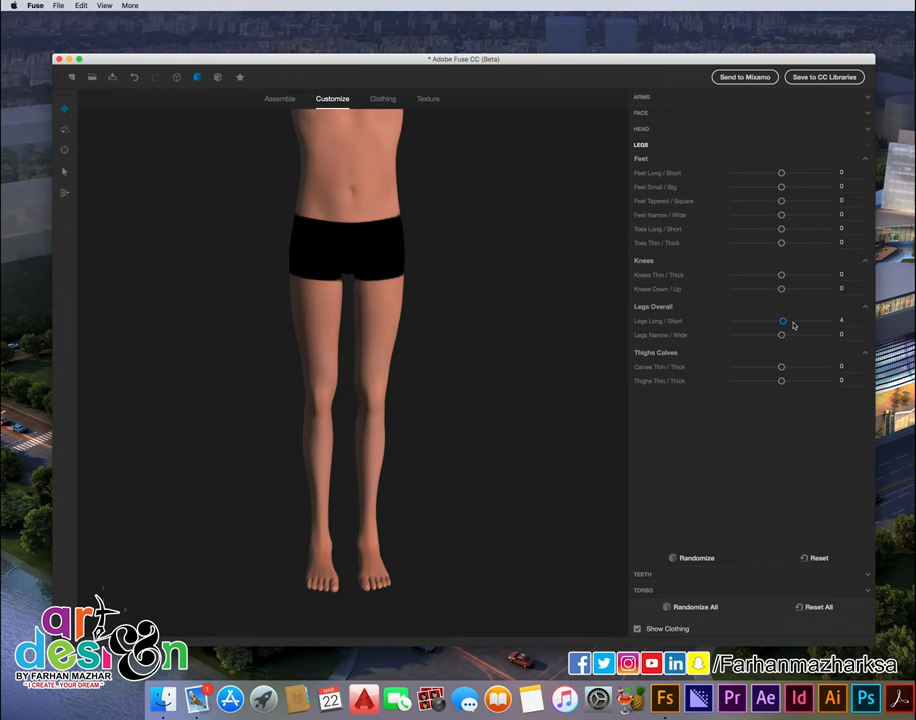 Fuse File Edit View More
* Adobe Fuse CC (Beta)
Send to Mixamo Save to CC Libraries
Assemble Customize Clothing Texture
ARMS
FACE
HEAD
LEGS
Feet
Feet Long / Short 0
Feet Small / Big 0
Feet Tapered / Square 0
Feet Narrow / Wide 0
Toes Long / Short 0
Toes Thin / Thick 0
Knees
Knees Thin / Thick 0
Knees Down / Up 0
Legs Overall
Legs Long / Short 4
Legs Narrow / Wide 0
Thighs Calves
Calves Thin / Thick 0
Thighs Thin / Thick 0
Randomize Reset
TEETH
TORSO
Randomize All Reset All
Show Clothing
art
design
BY FARHAN MAZHAR
I CREATE, YOUR DREAM
/Farhanmazharksa
1
MAR
22
Fs Pr Ae Id Ai Ps